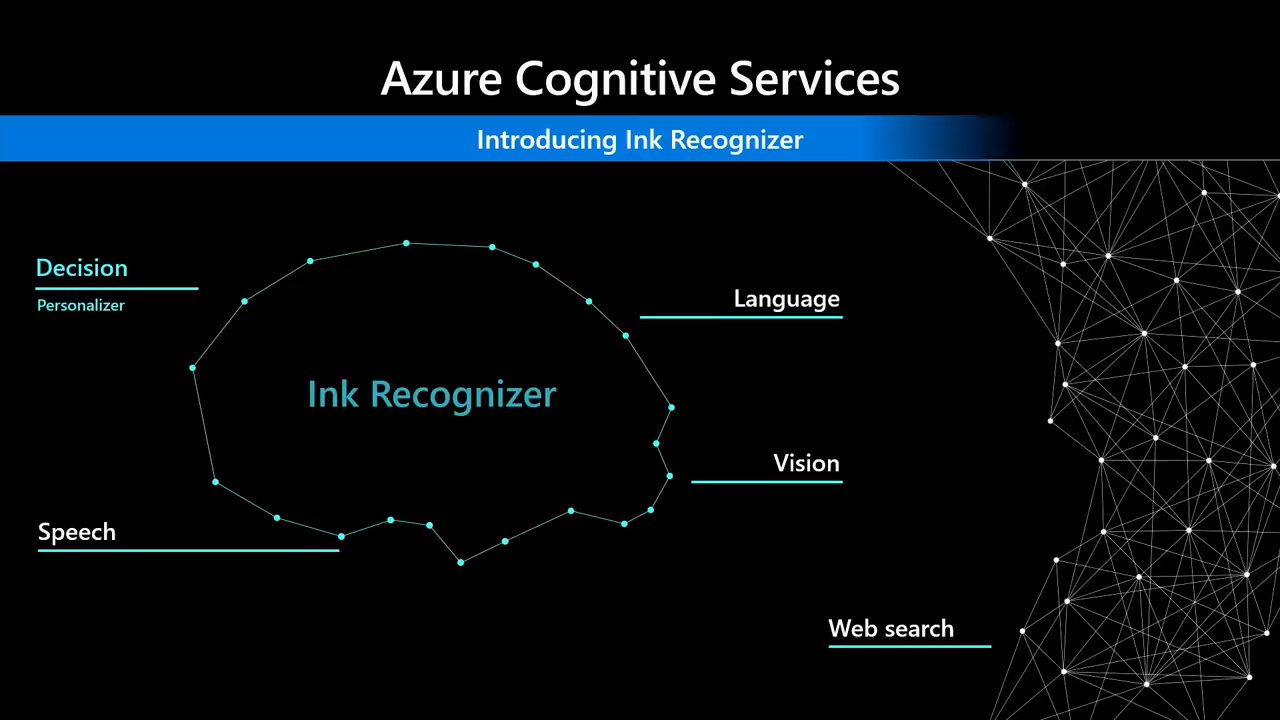 Azure Cognitive Services
Introducing Ink Recognizer
Decision
Personalizer
Language
Ink Recognizer
Vision
Speech
Web search